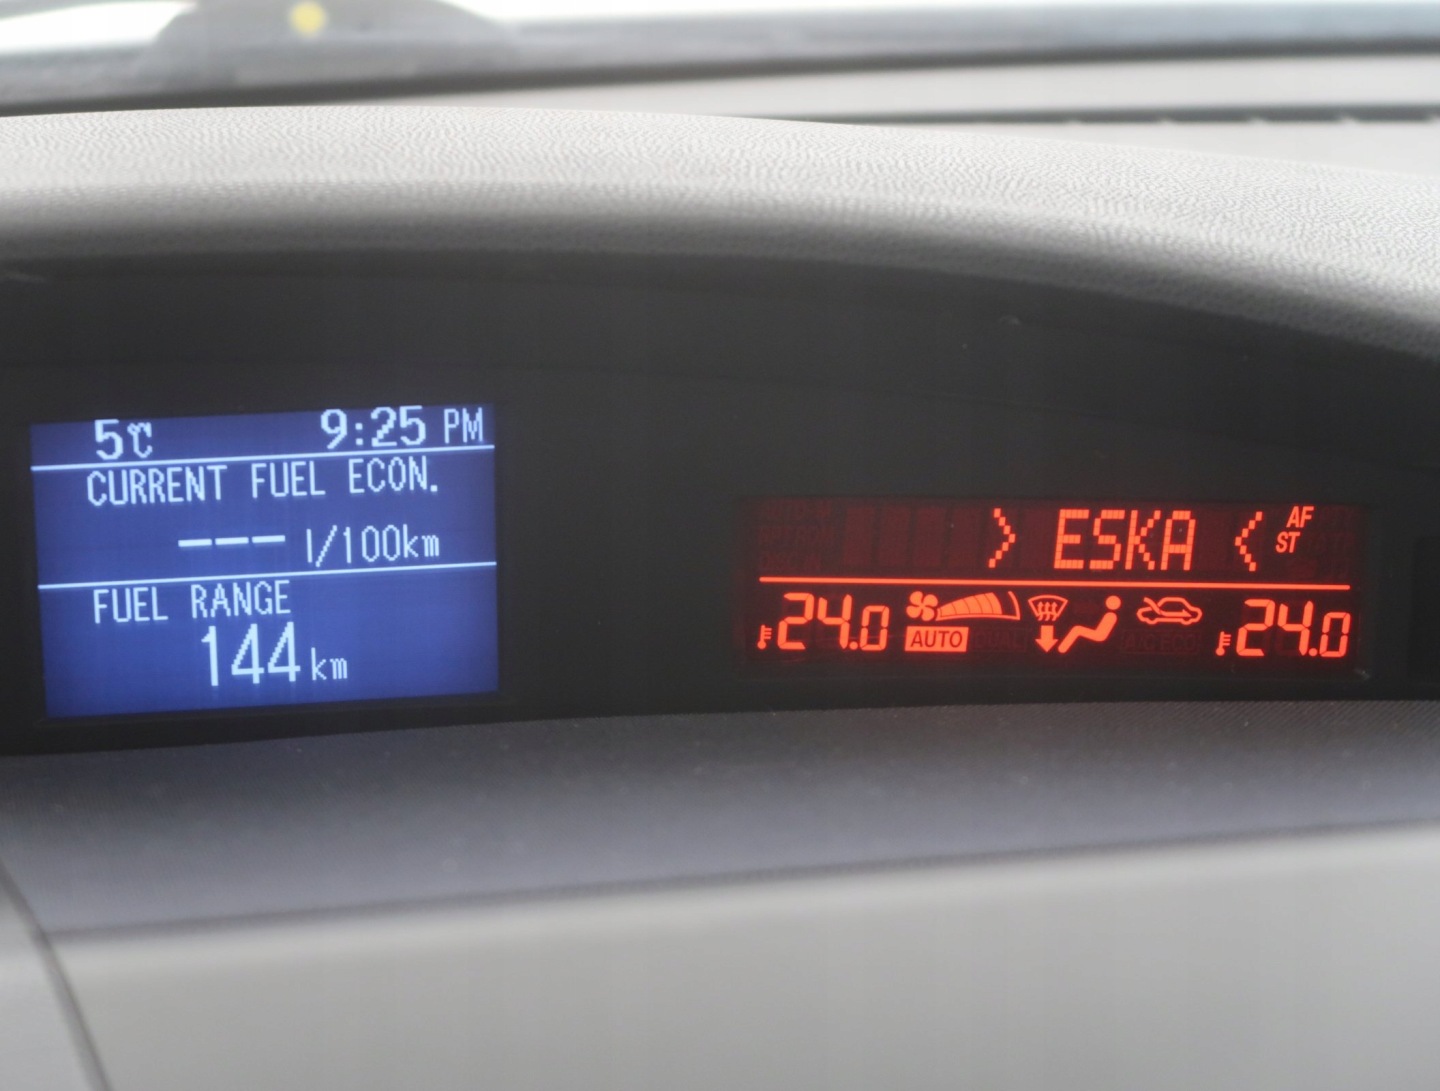 5℃ 9:25 PM
CURRENT FUEL ECON.
--- l/100km
FUEL RANGE
144 km
> ESKA < AF
ST
24.0 AUTO 24.0